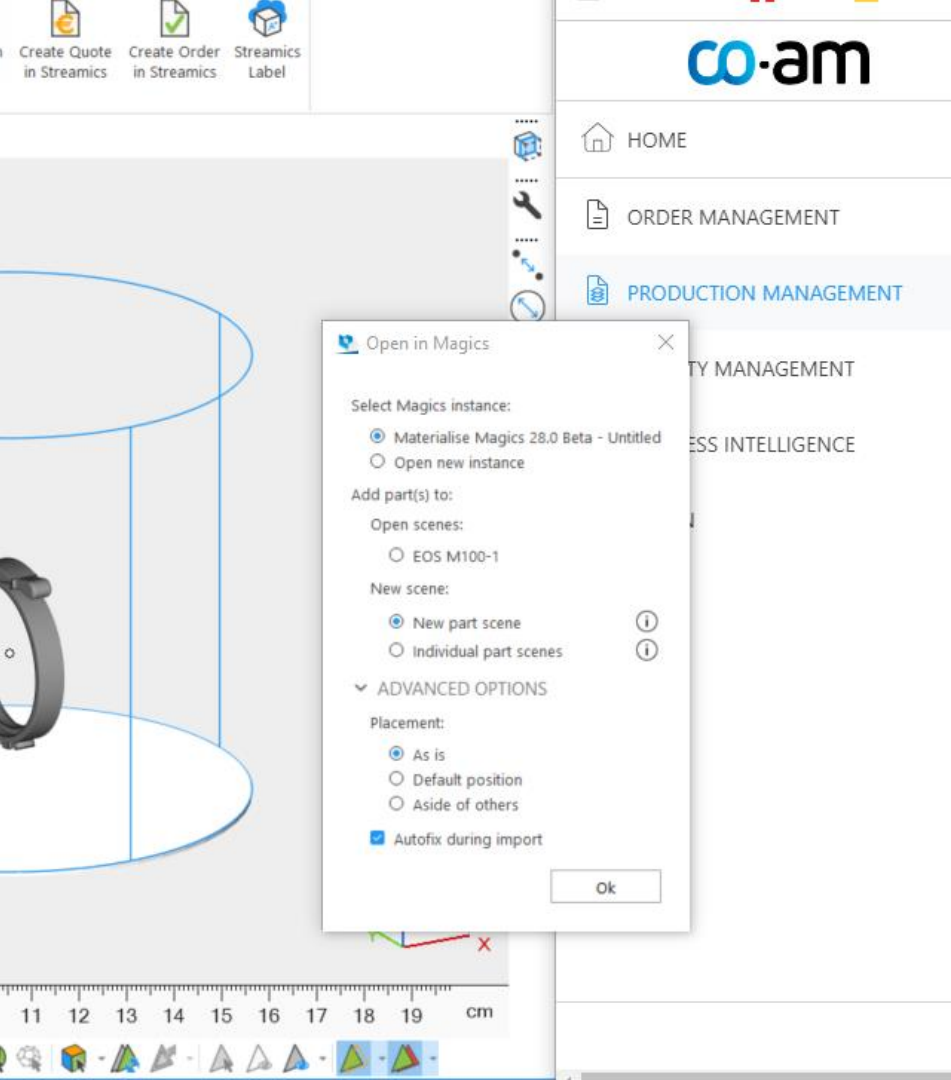 Create Quote
in Streamics
Create Order
in Streamics
Streamics
Label
co·am
HOME
ORDER MANAGEMENT
PRODUCTION MANAGEMENT
TY MANAGEMENT
ESS INTELLIGENCE
Open in Magics
Select Magics instance:
Materialise Magics 28.0 Beta - Untitled
Open new instance
Add part(s) to:
Open scenes:
EOS M100-1
New scene:
New part scene
Individual part scenes
ADVANCED OPTIONS
Placement:
As is
Default position
Aside of others
Autofix during import
Ok
X
11 12 13 14 15 16 17 18 19 cm